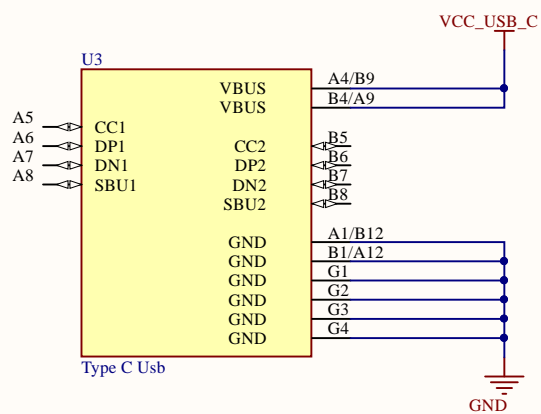 VCC_USB_C
U3
VBUS A4/B9
VBUS B4/A9
A5 CC1
CC2 B5
A6 DP1
DP2 B6
A7 DN1
DN2 B7
A8 SBU1
SBU2 B8
GND A1/B12
GND B1/A12
GND G1
GND G2
GND G3
GND G4
Type C Usb
GND